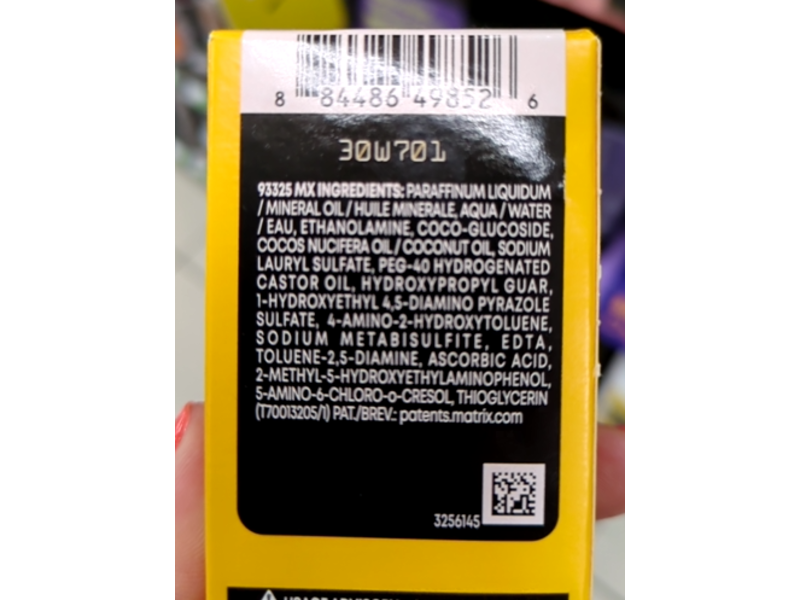 8 84486 49852 6
30W701
93325 MX INGREDIENTS: PARAFFINUM LIQUIDUM
/ MINERAL OIL / HUILE MINERALE, AQUA / WATER
/ EAU, ETHANOLAMINE, COCO-GLUCOSIDE,
COCOS NUCIFERA OIL / COCONUT OIL, SODIUM
LAURYL SULFATE, PEG-40 HYDROGENATED
CASTOR OIL, HYDROXYPROPYL GUAR,
1-HYDROXYETHYL 4,5-DIAMINO PYRAZOLE
SULFATE, 4-AMINO-2-HYDROXYTOLUENE,
SODIUM METABISULFITE, EDTA,
TOLUENE-2,5-DIAMINE, ASCORBIC ACID,
2-METHYL-5-HYDROXYETHYLAMINOPHENOL,
5-AMINO-6-CHLORO-o-CRESOL, THIOGLYCERIN
(T70013205/1) PAT./BREV.: patents.matrix.com
3256145